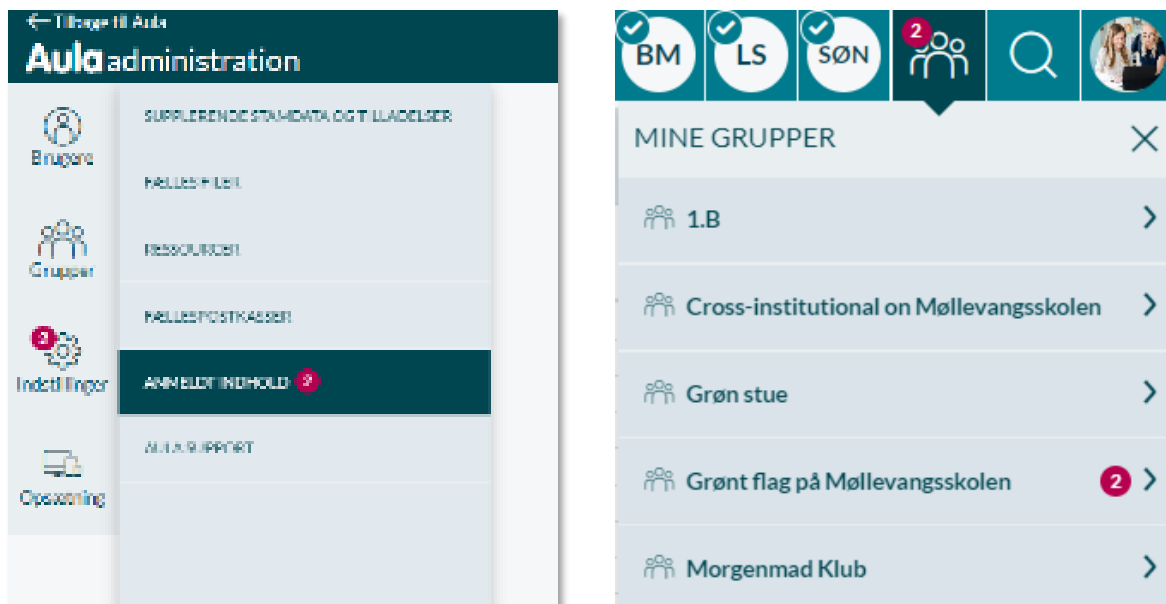 ← Tilbage til Aula
Aula administration
Brugere
Grupper
2
Indstillinger
Opsætning
SUPPLERENDE STAMDATA OG TILLADELSER
FÆLLES FILER
RESSOURCER
FÆLLESPOSTKASSER
ANMELDT INDHOLD 2
AULA SUPPORT
BM
LS
SØN
2
MINE GRUPPER
1.B
Cross-institutional on Møllevangsskolen
Grøn stue
Grønt flag på Møllevangsskolen 2
Morgenmad Klub